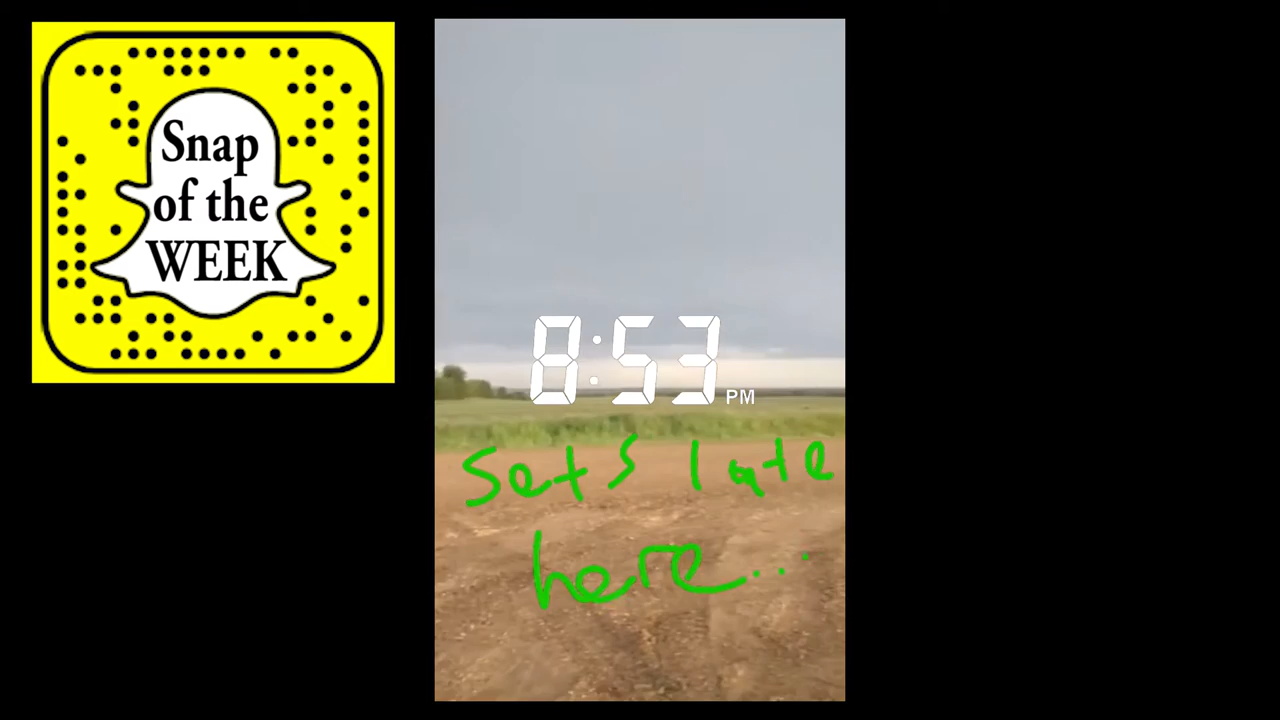 Snap
of the
WEEK
8:53 PM
Sets late
here...